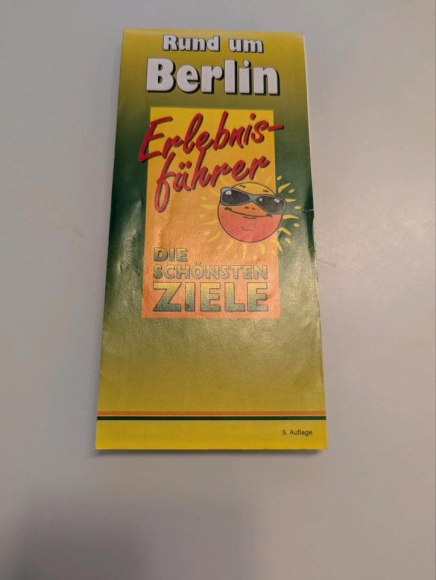 Rund um
Berlin
Erlebnis-
führer
DIE
SCHÖNSTEN
ZIELE
5. Auflage